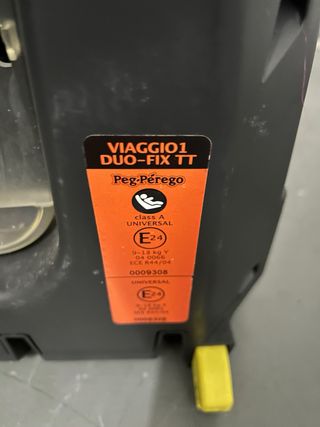 VIAGGIO1
DUO-FIX TT
Peg-Pérego
class A
UNIVERSAL
E24
9-18 kg Y
04 0066
ECE R44/04
0009308
UNIVERSAL
E24